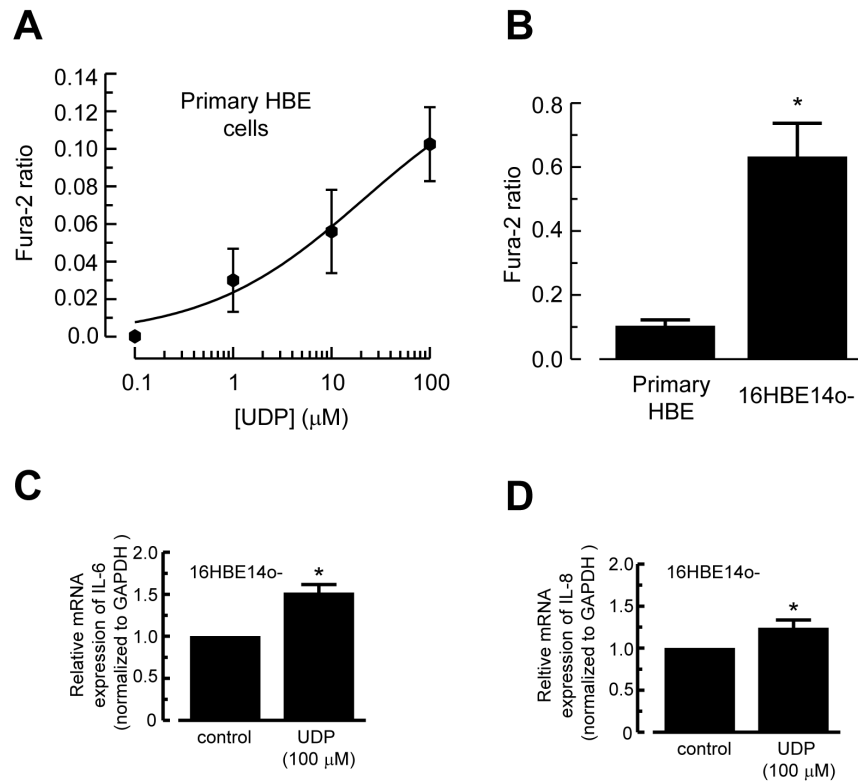 A
0.14
0.12
0.10
0.08
0.06
0.04
0.02
0.0
Fura-2 ratio
Primary HBE
cells
0.1
1
10
100
[UDP] (μM)
B
0.8
0.6
0.4
0.2
0.0
Fura-2 ratio
*
Primary
HBE
16HBE14o-
C
Relative mRNA
expression of IL-6
(normalized to GAPDH )
2.0
1.5
1.0
0.5
0
16HBE14o-
*
control
UDP
(100 μM)
D
Reltive mRNA
expression of IL-8
(normalized to GAPDH )
2.0
1.5
1.0
0.5
0
16HBE14o-
*
control
UDP
(100 μM)